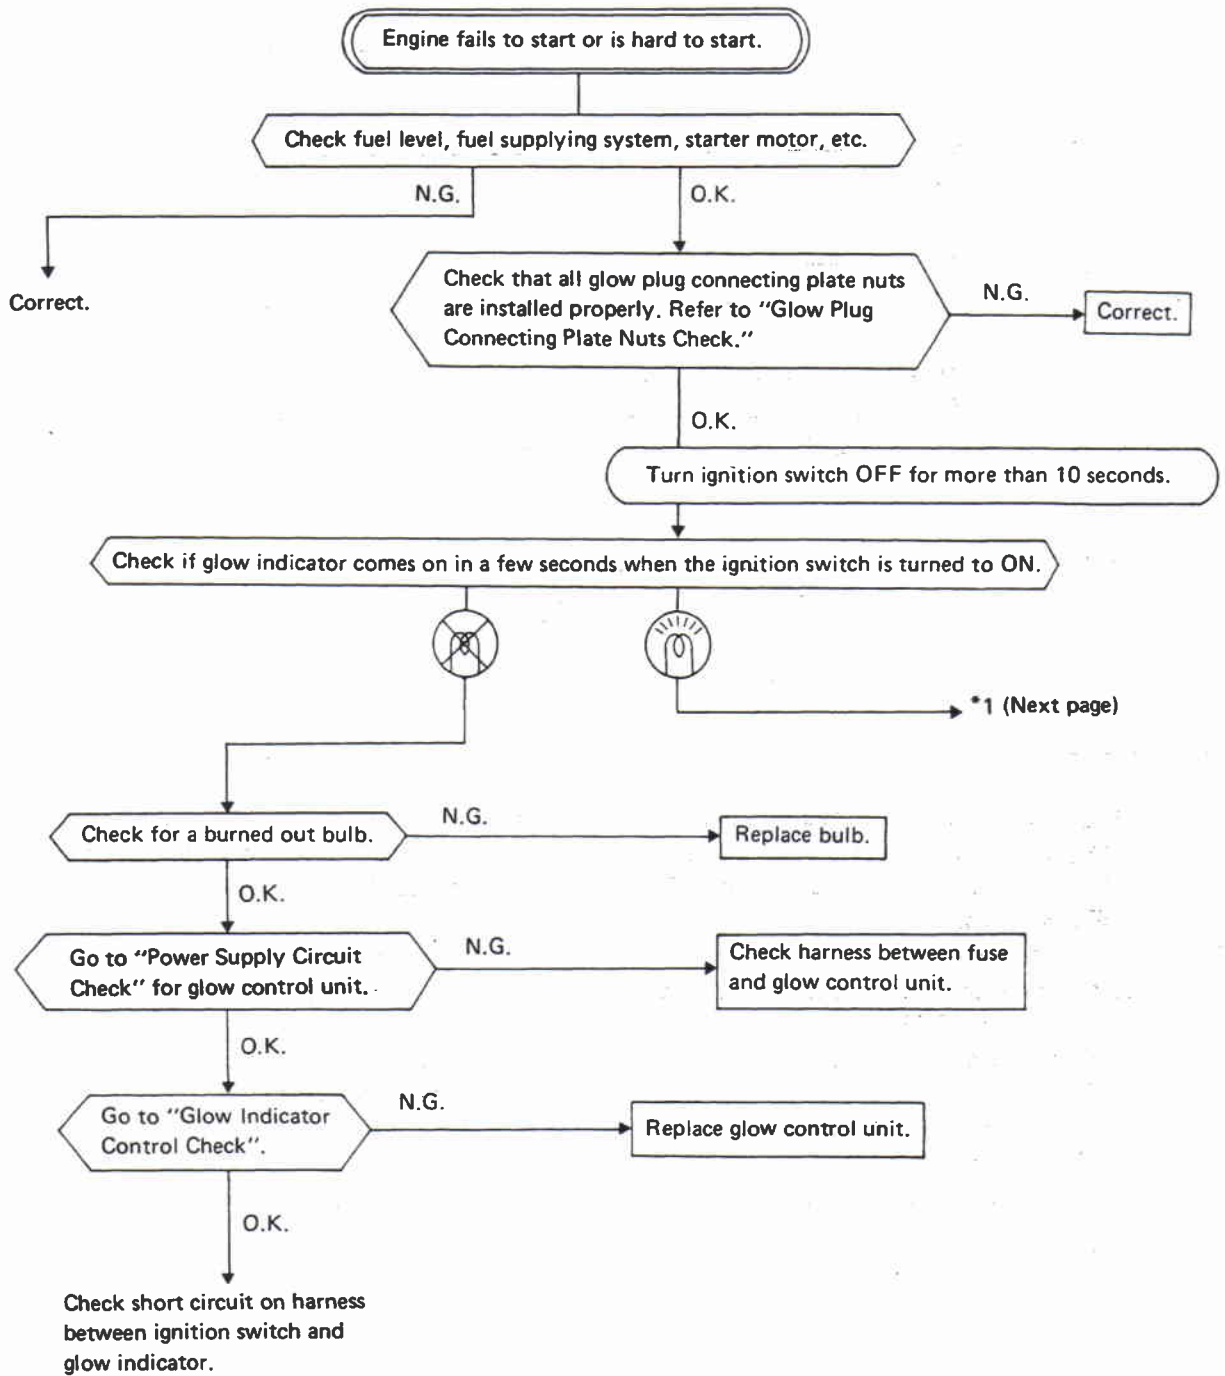 Engine fails to start or is hard to start.
Check fuel level, fuel supplying system, starter motor, etc.
N.G.
O.K.
Correct.
Check that all glow plug connecting plate nuts
are installed properly. Refer to "Glow Plug
Connecting Plate Nuts Check."
N.G.
Correct.
O.K.
Turn ignition switch OFF for more than 10 seconds.
Check if glow indicator comes on in a few seconds when the ignition switch is turned to ON.
*1 (Next page)
Check for a burned out bulb.
N.G.
Replace bulb.
O.K.
Go to "Power Supply Circuit
Check" for glow control unit.
N.G.
Check harness between fuse
and glow control unit.
O.K.
Go to "Glow Indicator
Control Check".
N.G.
Replace glow control unit.
O.K.
Check short circuit on harness
between ignition switch and
glow indicator.